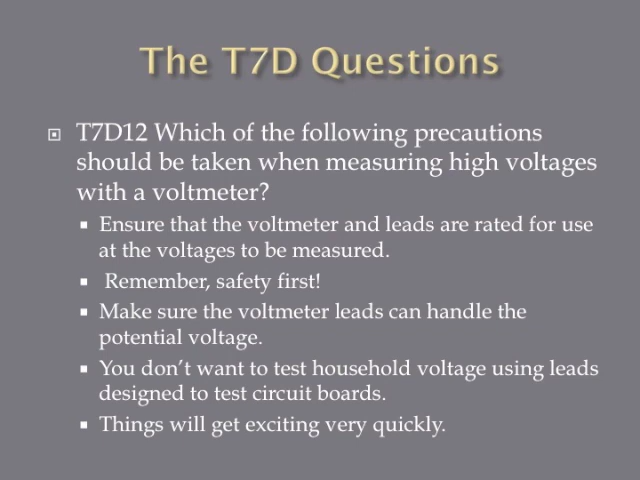 The T7D Questions
T7D12 Which of the following precautions
should be taken when measuring high voltages
with a voltmeter?
Ensure that the voltmeter and leads are rated for use
at the voltages to be measured.
Remember, safety first!
Make sure the voltmeter leads can handle the
potential voltage.
You don’t want to test household voltage using leads
designed to test circuit boards.
Things will get exciting very quickly.